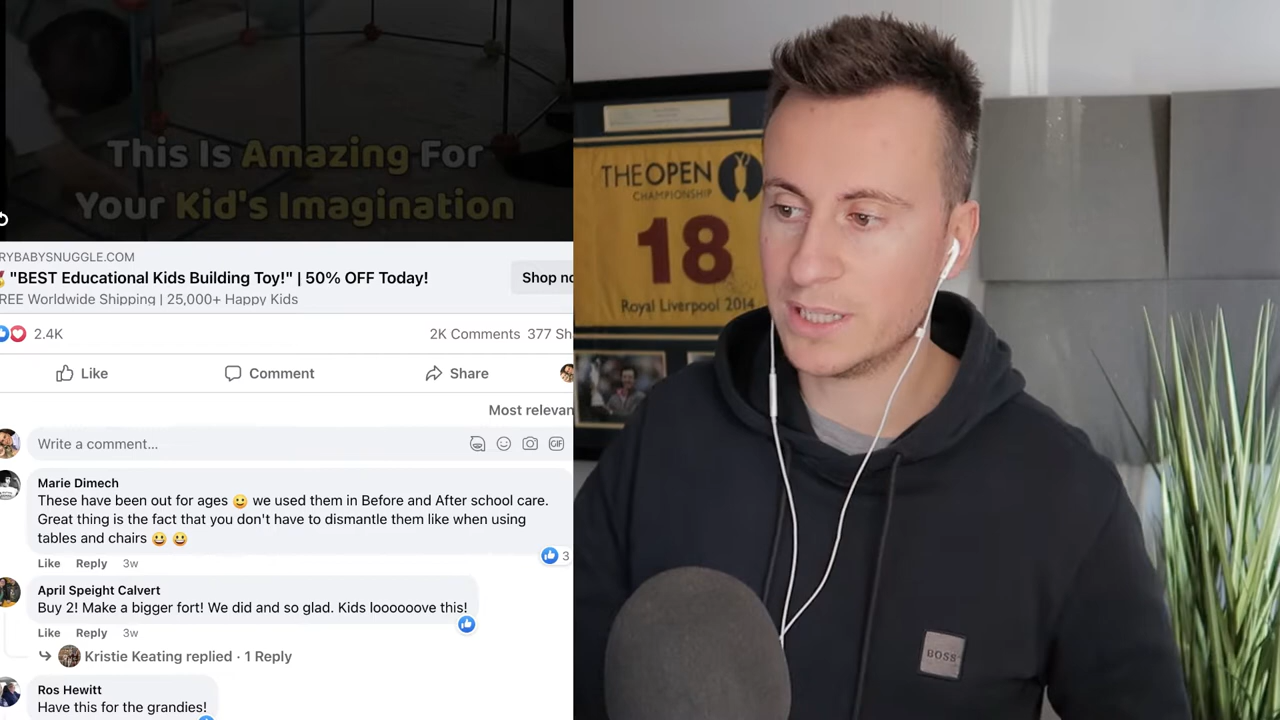 This Is Amazing For
Your Kid's Imagination
RYBABYSNUGGLE.COM
"BEST Educational Kids Building Toy!" | 50% OFF Today!
Shop no
REE Worldwide Shipping | 25,000+ Happy Kids
2.4K
2K Comments 377 Sh
Like
Comment
Share
Most relevan
Write a comment...
GIF
Marie Dimech
These have been out for ages 😀 we used them in Before and After school care.
Great thing is the fact that you don't have to dismantle them like when using
tables and chairs 😀 😀
3
Like Reply 3w
April Speight Calvert
Buy 2! Make a bigger fort! We did and so glad. Kids loooooove this!
Like Reply 3w
Kristie Keating replied · 1 Reply
Ros Hewitt
Have this for the grandies!
THE OPEN
CHAMPIONSHIP
18
Royal Liverpool 2014
BOSS